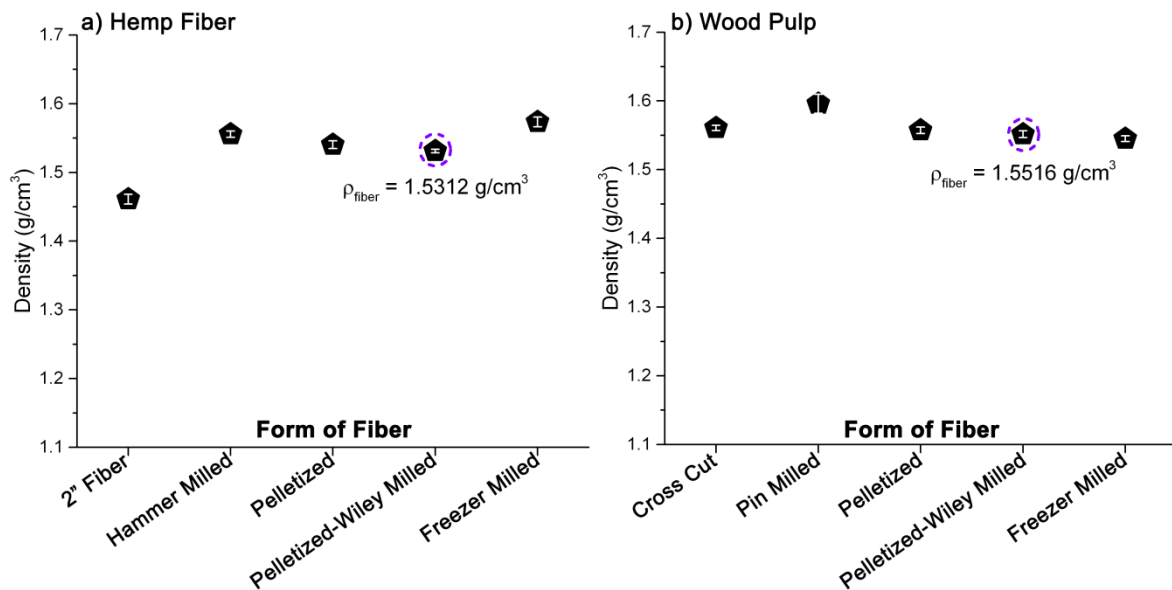 a) Hemp Fiber
Density (g/cm³)
1.7
1.6
1.5
1.4
1.3
1.2
1.1
ρfiber = 1.5312 g/cm³
Form of Fiber
2" Fiber
Hammer Milled
Pelletized
Pelletized-Wiley Milled
Freezer Milled
b) Wood Pulp
Density (g/cm³)
1.7
1.6
1.5
1.4
1.3
1.2
1.1
ρfiber = 1.5516 g/cm³
Form of Fiber
Cross Cut
Pin Milled
Pelletized
Pelletized-Wiley Milled
Freezer Milled